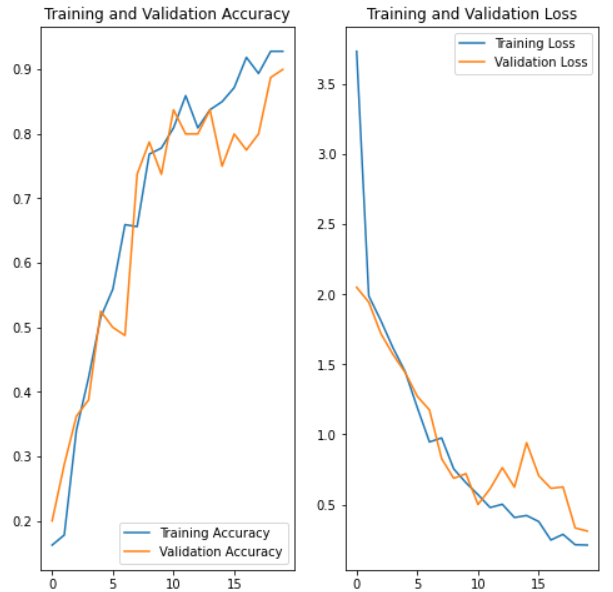 Training and Validation Accuracy
0.9
0.8
0.7
0.6
0.5
0.4
0.3
0.2
Training Accuracy
Validation Accuracy
0 5 10 15
Training and Validation Loss
Training Loss
Validation Loss
3.5
3.0
2.5
2.0
1.5
1.0
0.5
0 5 10 15